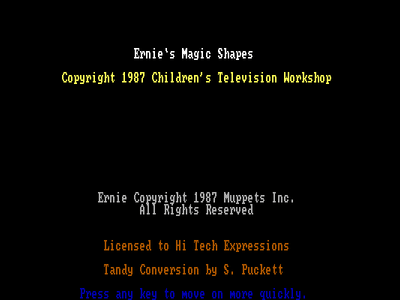 Ernie's Magic Shapes
Copyright 1987 Children's Television Workshop
Ernie Copyright 1987 Muppets Inc.
All Rights Reserved
Licensed to Hi Tech Expressions
Tandy Conversion by S. Puckett
Press any key to move on more quickly.